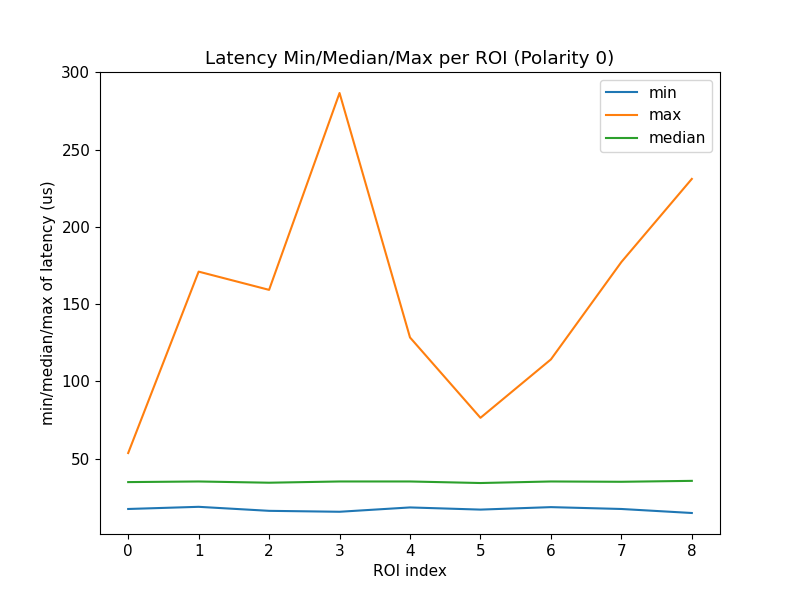 Latency Min/Median/Max per ROI (Polarity 0)
min/median/max of latency (us)
300
250
200
150
100
50
min
max
median
0 1 2 3 4 5 6 7 8
ROI index